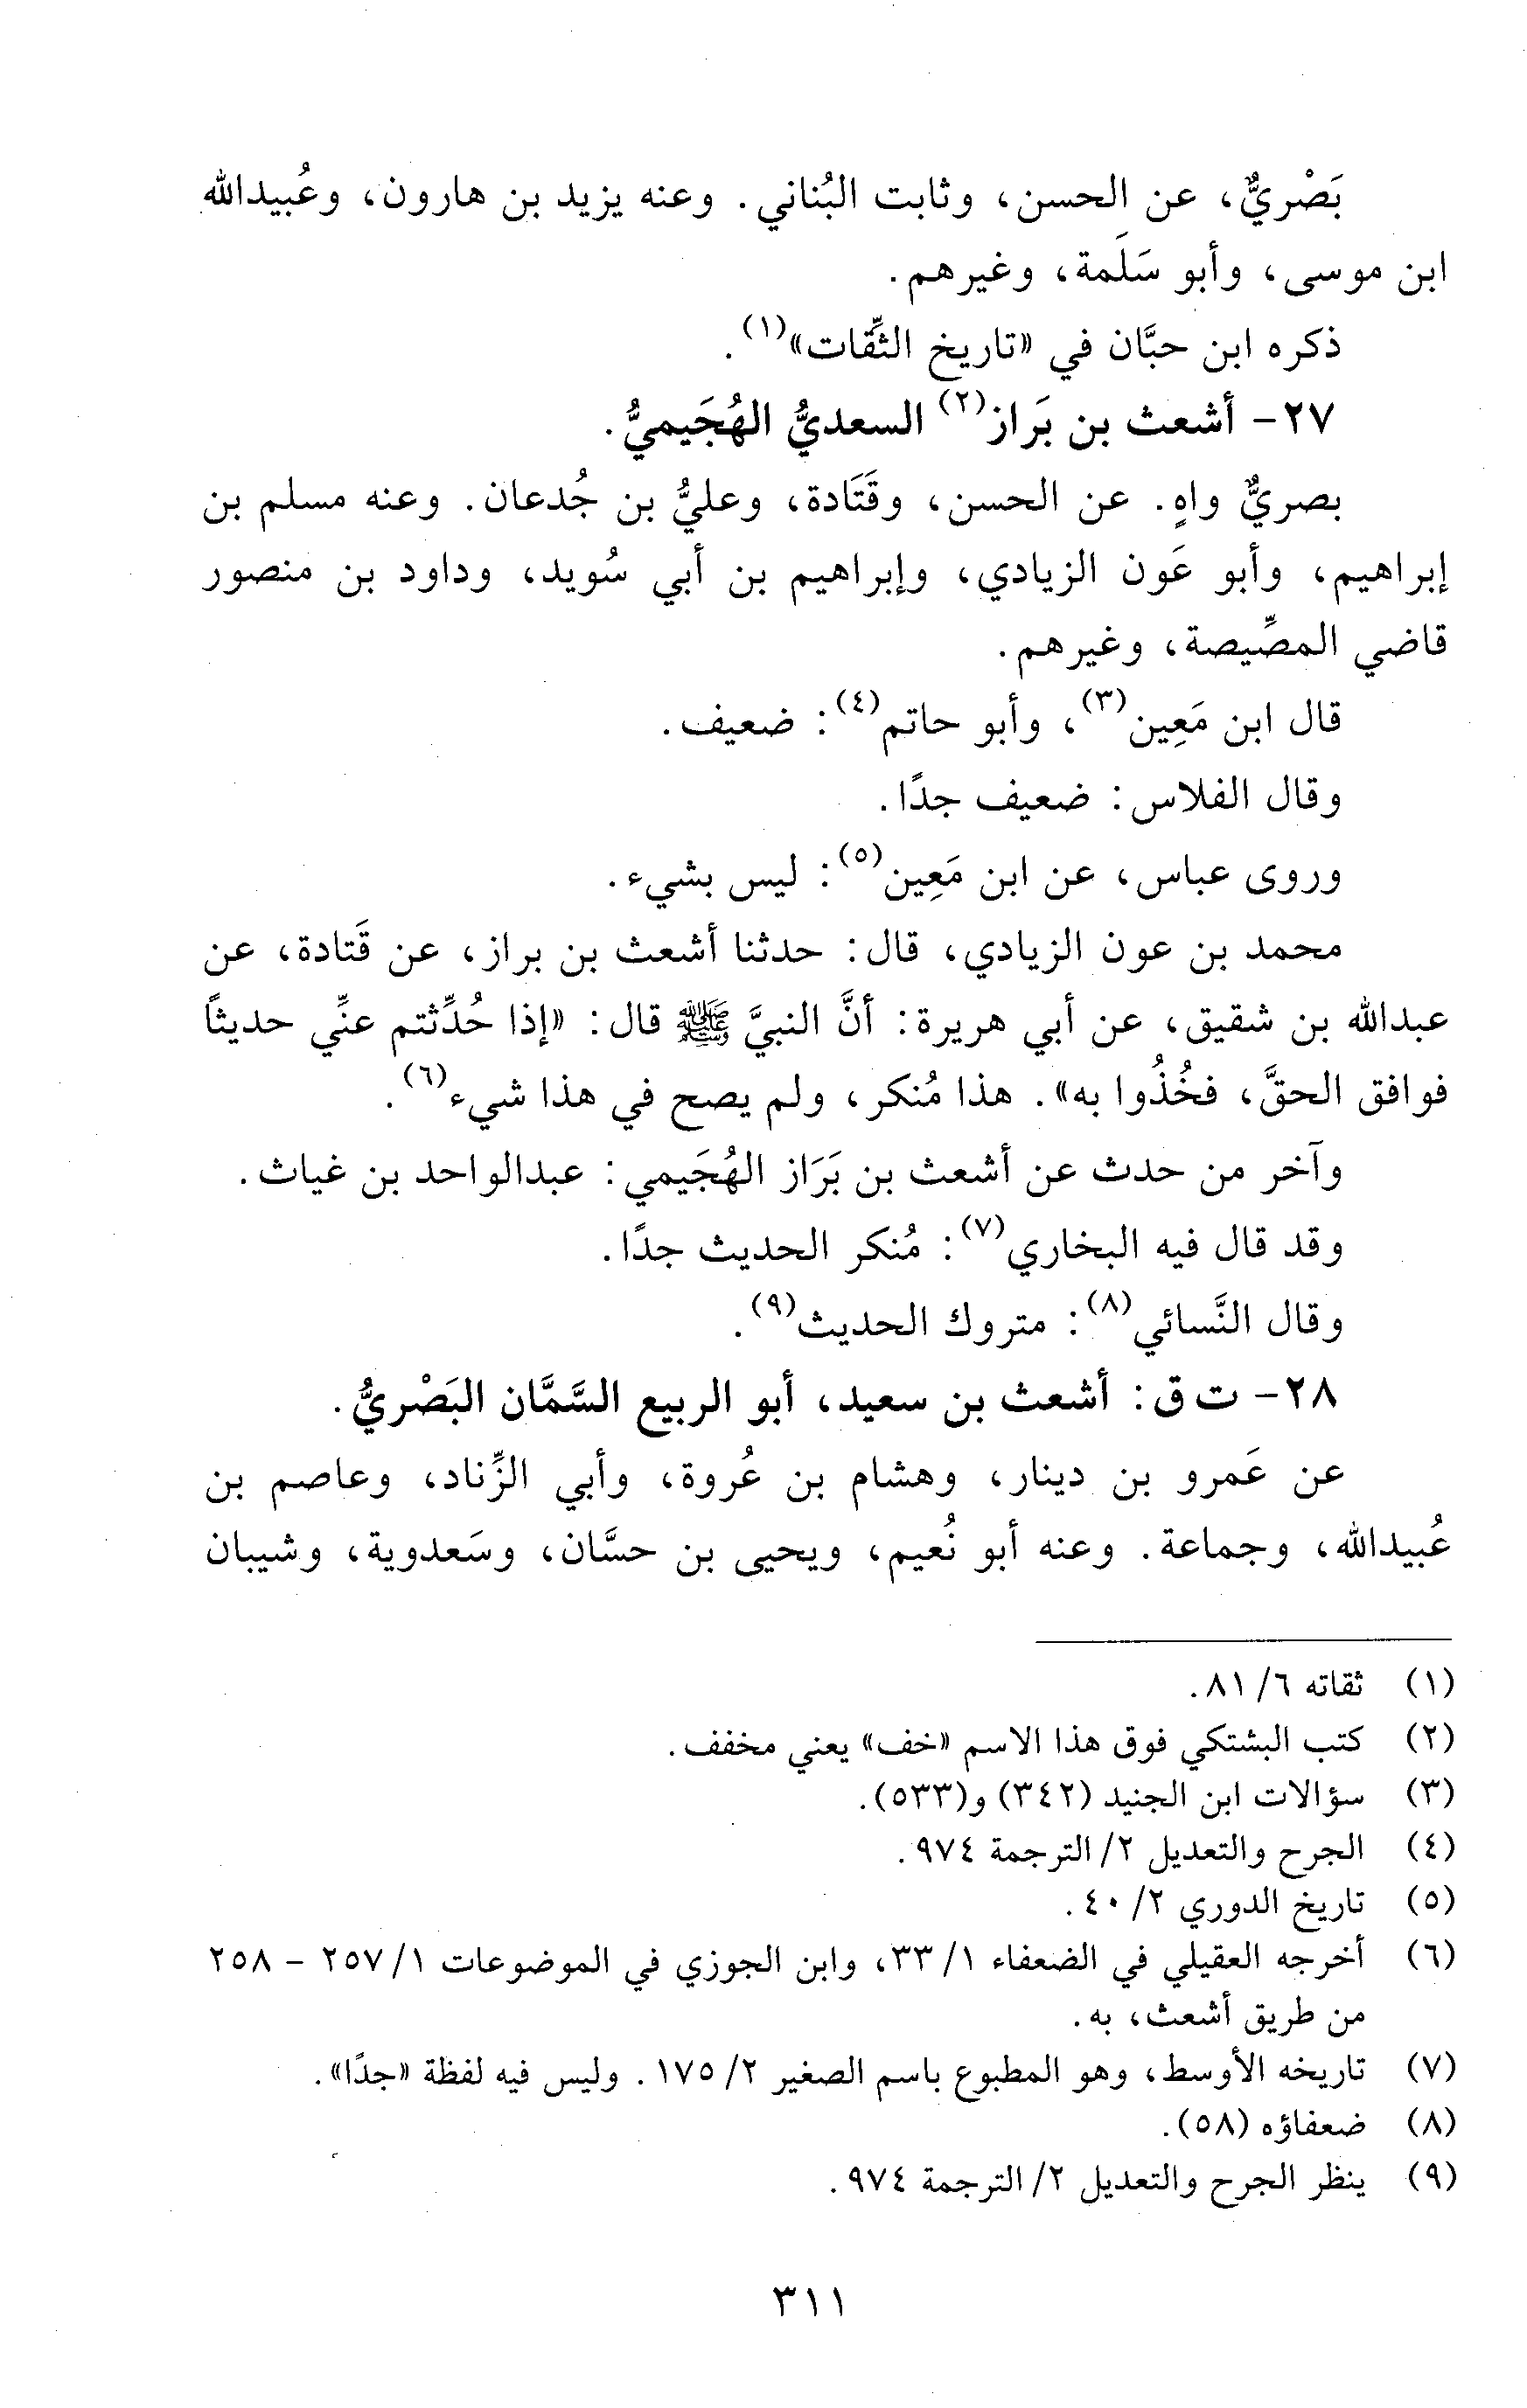 بَصْريٌّ، عن الحسن، وثابت البُناني. وعنه يزيد بن هارون، وعُبيدالله
ابن موسى، وأبو سَلَمة، وغيرهم.
ذكره ابن حبَّان في «تاريخ الثِّقات»(١).
٢٧- أشعث بن بَراز(٢) السعديُّ الهُجَيميُّ.
بصريٌّ واهٍ. عن الحسن، وقَتَادة، وعليُّ بن جُدعان. وعنه مسلم بن
إبراهيم، وأبو عَون الزيادي، وإبراهيم بن أبي سُويد، وداود بن منصور
قاضي المصِّيصة، وغيرهم.
قال ابن مَعِين(٣)، وأبو حاتم(٤): ضعيف.
وقال الفلاس: ضعيف جدًا.
وروى عباس، عن ابن مَعِين(٥): ليس بشيء.
محمد بن عون الزيادي، قال: حدثنا أشعث بن براز، عن قَتادة، عن
عبدالله بن شقيق، عن أبي هريرة: أنَّ النبيَّ ﷺ قال: «إذا حُدِّثتم عنِّي حديثًا
فوافق الحقَّ، فخُذُوا به». هذا مُنكر، ولم يصح في هذا شيء(٦).
وآخر من حدث عن أشعث بن بَرَاز الهُجَيمي: عبدالواحد بن غياث.
وقد قال فيه البخاري(٧): مُنكر الحديث جدًا.
وقال النَّسائي(٨): متروك الحديث(٩).
٢٨- ت ق: أشعث بن سعيد، أبو الربيع السَّمَّان البَصْريُّ.
عن عَمرو بن دينار، وهشام بن عُروة، وأبي الزِّناد، وعاصم بن
عُبيدالله، وجماعة. وعنه أبو نُعيم، ويحيى بن حسَّان، وسَعدوية، وشيبان
(١) ثقاته ٦/ ٨١.
(٢) كتب البشتكي فوق هذا الاسم «خف» يعني مخفف.
(٣) سؤالات ابن الجنيد (٣٤٢) و(٥٣٣).
(٤) الجرح والتعديل ٢/ الترجمة ٩٧٤.
(٥) تاريخ الدوري ٢/ ٤٠.
(٦) أخرجه العقيلي في الضعفاء ١/ ٣٣، وابن الجوزي في الموضوعات ١/ ٢٥٧ - ٢٥٨
من طريق أشعث، به.
(٧) تاريخه الأوسط، وهو المطبوع باسم الصغير ٢/ ١٧٥. وليس فيه لفظة «جدًا».
(٨) ضعفاؤه (٥٨).
(٩) ينظر الجرح والتعديل ٢/ الترجمة ٩٧٤.
٣١١